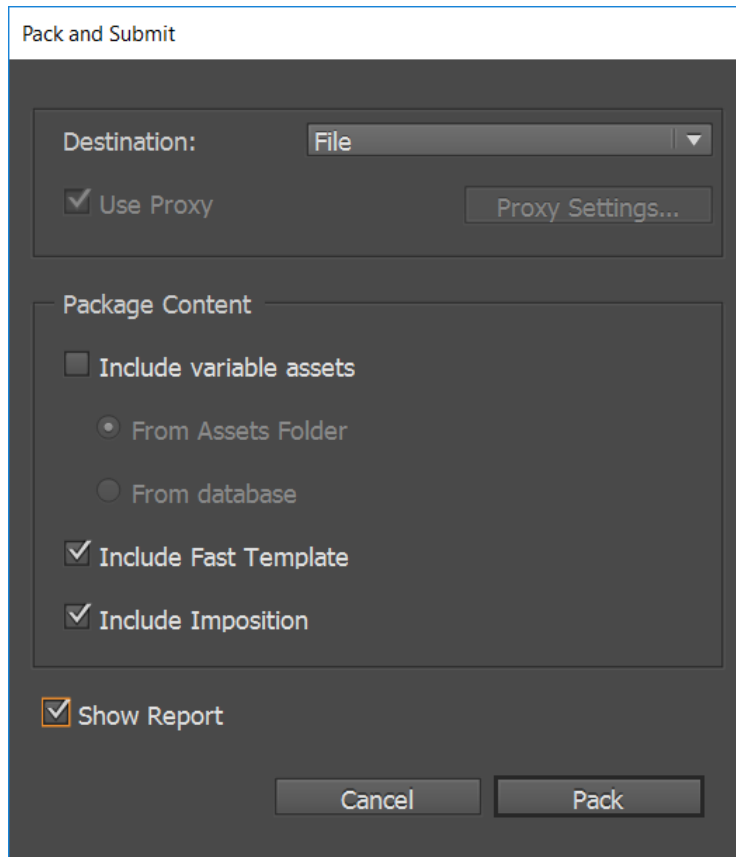 Pack and Submit
Destination: File
Use Proxy Proxy Settings...
Package Content
Include variable assets
From Assets Folder
From database
Include Fast Template
Include Imposition
Show Report
Cancel Pack